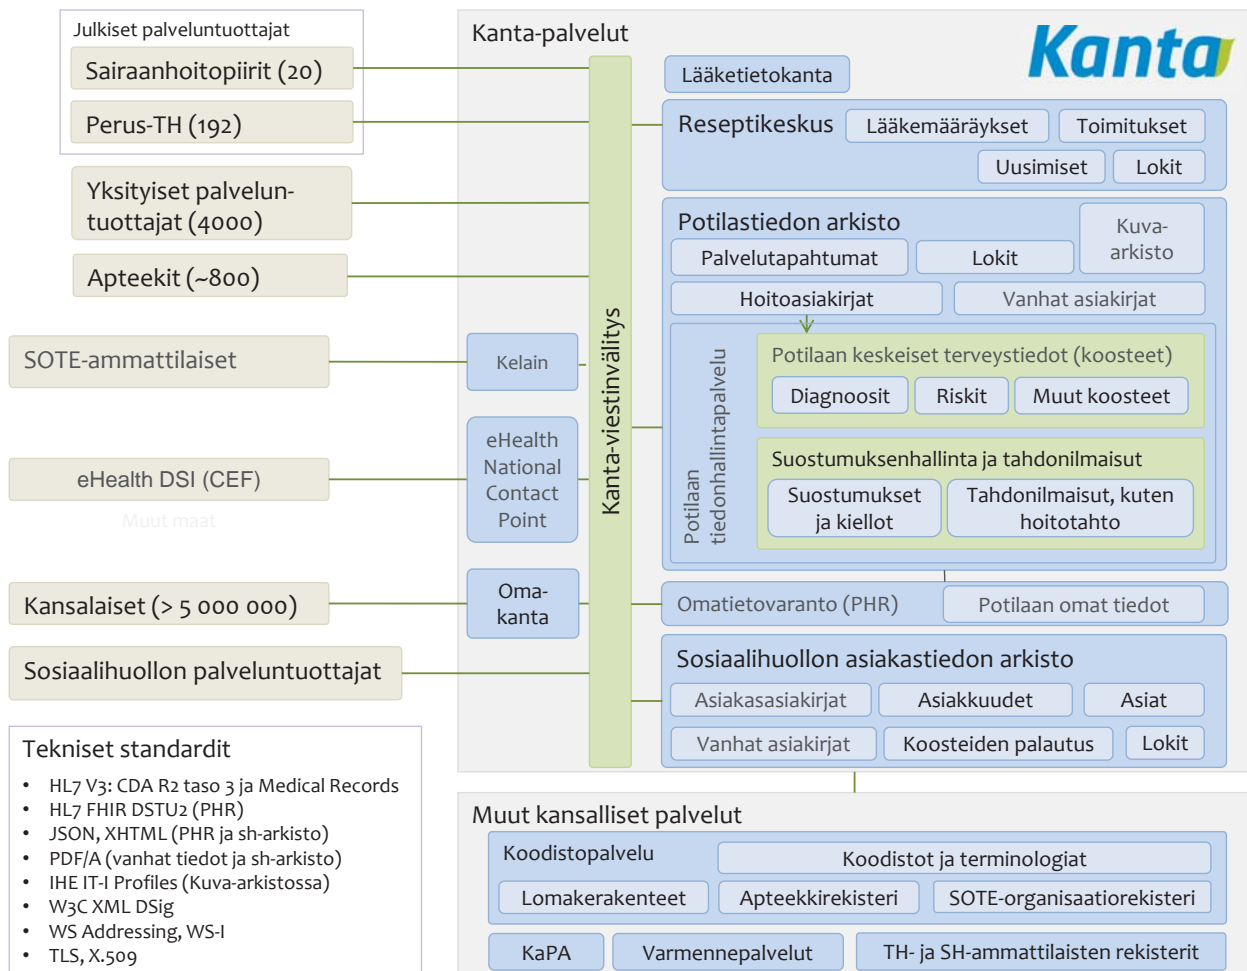 Julkiset palveluntuottajat
Sairaanhoitopiirit (20)
Perus-TH (192)
Yksityiset palvelun-
tuottajat (4000)
Apteekit (~800)
SOTE-ammattilaiset
eHealth DSI (CEF)
Muut maat
Kansalaiset (> 5 000 000)
Sosiaalihuollon palveluntuottajat
Tekniset standardit
• HL7 V3: CDA R2 taso 3 ja Medical Records
• HL7 FHIR DSTU2 (PHR)
• JSON, XHTML (PHR ja sh-arkisto)
• PDF/A (vanhat tiedot ja sh-arkisto)
• IHE IT-I Profiles (Kuva-arkistossa)
• W3C XML DSig
• WS Addressing, WS-I
• TLS, X.509
Kanta-palvelut
Kanta
Kelain
eHealth
National
Contact
Point
Oma-
kanta
Kanta-viestinvälitys
Lääketietokanta
Reseptikeskus
Lääkemääräykset
Toimitukset
Uusimiset
Lokit
Potilastiedon arkisto
Kuva-
arkisto
Palvelutapahtumat
Lokit
Hoitoasiakirjat
Vanhat asiakirjat
Potilaan
tiedonhallintapalvelu
Potilaan keskeiset terveystiedot (koosteet)
Diagnoosit
Riskit
Muut koosteet
Suostumuksenhallinta ja tahdonilmaisut
Suostumukset
ja kiellot
Tahdonilmaisut, kuten
hoitotahto
Omatietovaranto (PHR)
Potilaan omat tiedot
Sosiaalihuollon asiakastiedon arkisto
Asiakasasiakirjat
Asiakkuudet
Asiat
Vanhat asiakirjat
Koosteiden palautus
Lokit
Muut kansalliset palvelut
Koodistopalvelu
Koodistot ja terminologiat
Lomakerakenteet
Apteekkirekisteri
SOTE-organisaatiorekisteri
KaPA
Varmennepalvelut
TH- ja SH-ammattilaisten rekisterit